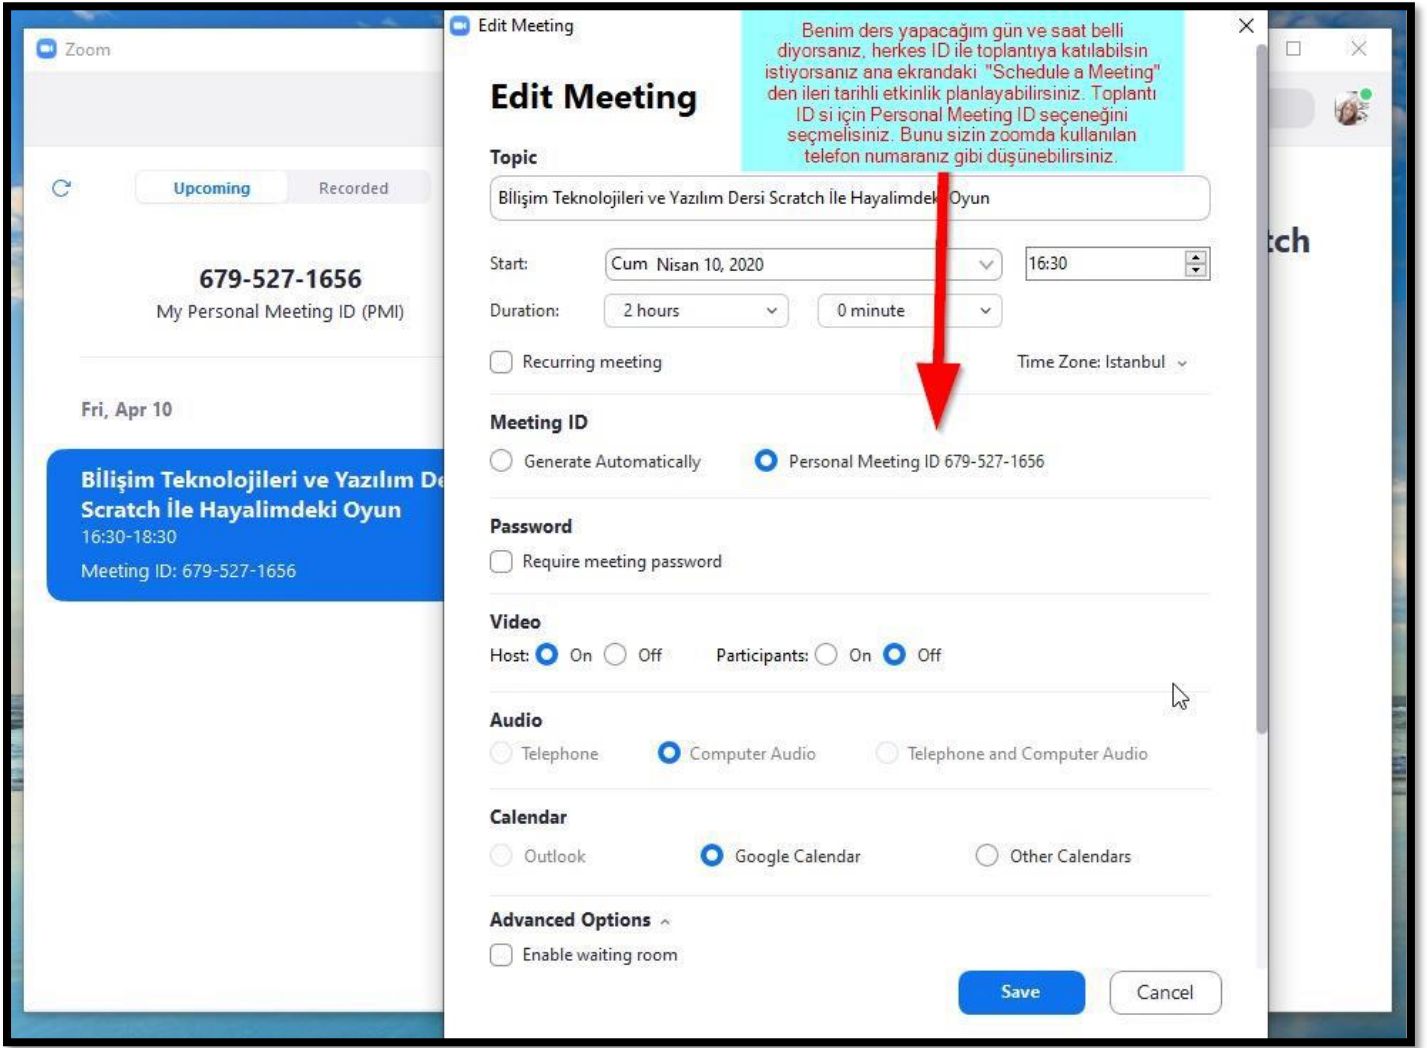 Zoom
Edit Meeting
Benim ders yapacağım gün ve saat belli
diyorsanız, herkes ID ile toplantıya katılabilsin
istiyorsanız ana ekrandaki "Schedule a Meeting"
den ileri tarihli etkinlik planlayabilirsiniz. Toplantı
ID si için Personal Meeting ID seçeneğini
seçmelisiniz. Bunu sizin zoomda kullanılan
telefon numaranız gibi düşünebilirsiniz.
Upcoming
Recorded
679-527-1656
My Personal Meeting ID (PMI)
Fri, Apr 10
Bİlişim Teknolojileri ve Yazılım De
Scratch İle Hayalimdeki Oyun
16:30-18:30
Meeting ID: 679-527-1656
Edit Meeting
Topic
Bİlişim Teknolojileri ve Yazılım Dersi Scratch İle Hayalimdeki Oyun
Start: Cum Nisan 10, 2020 16:30
Duration: 2 hours 0 minute
Recurring meeting Time Zone: Istanbul
Meeting ID
Generate Automatically Personal Meeting ID 679-527-1656
Password
Require meeting password
Video
Host: On Off Participants: On Off
Audio
Telephone Computer Audio Telephone and Computer Audio
Calendar
Outlook Google Calendar Other Calendars
Advanced Options
Enable waiting room
Save Cancel
tch